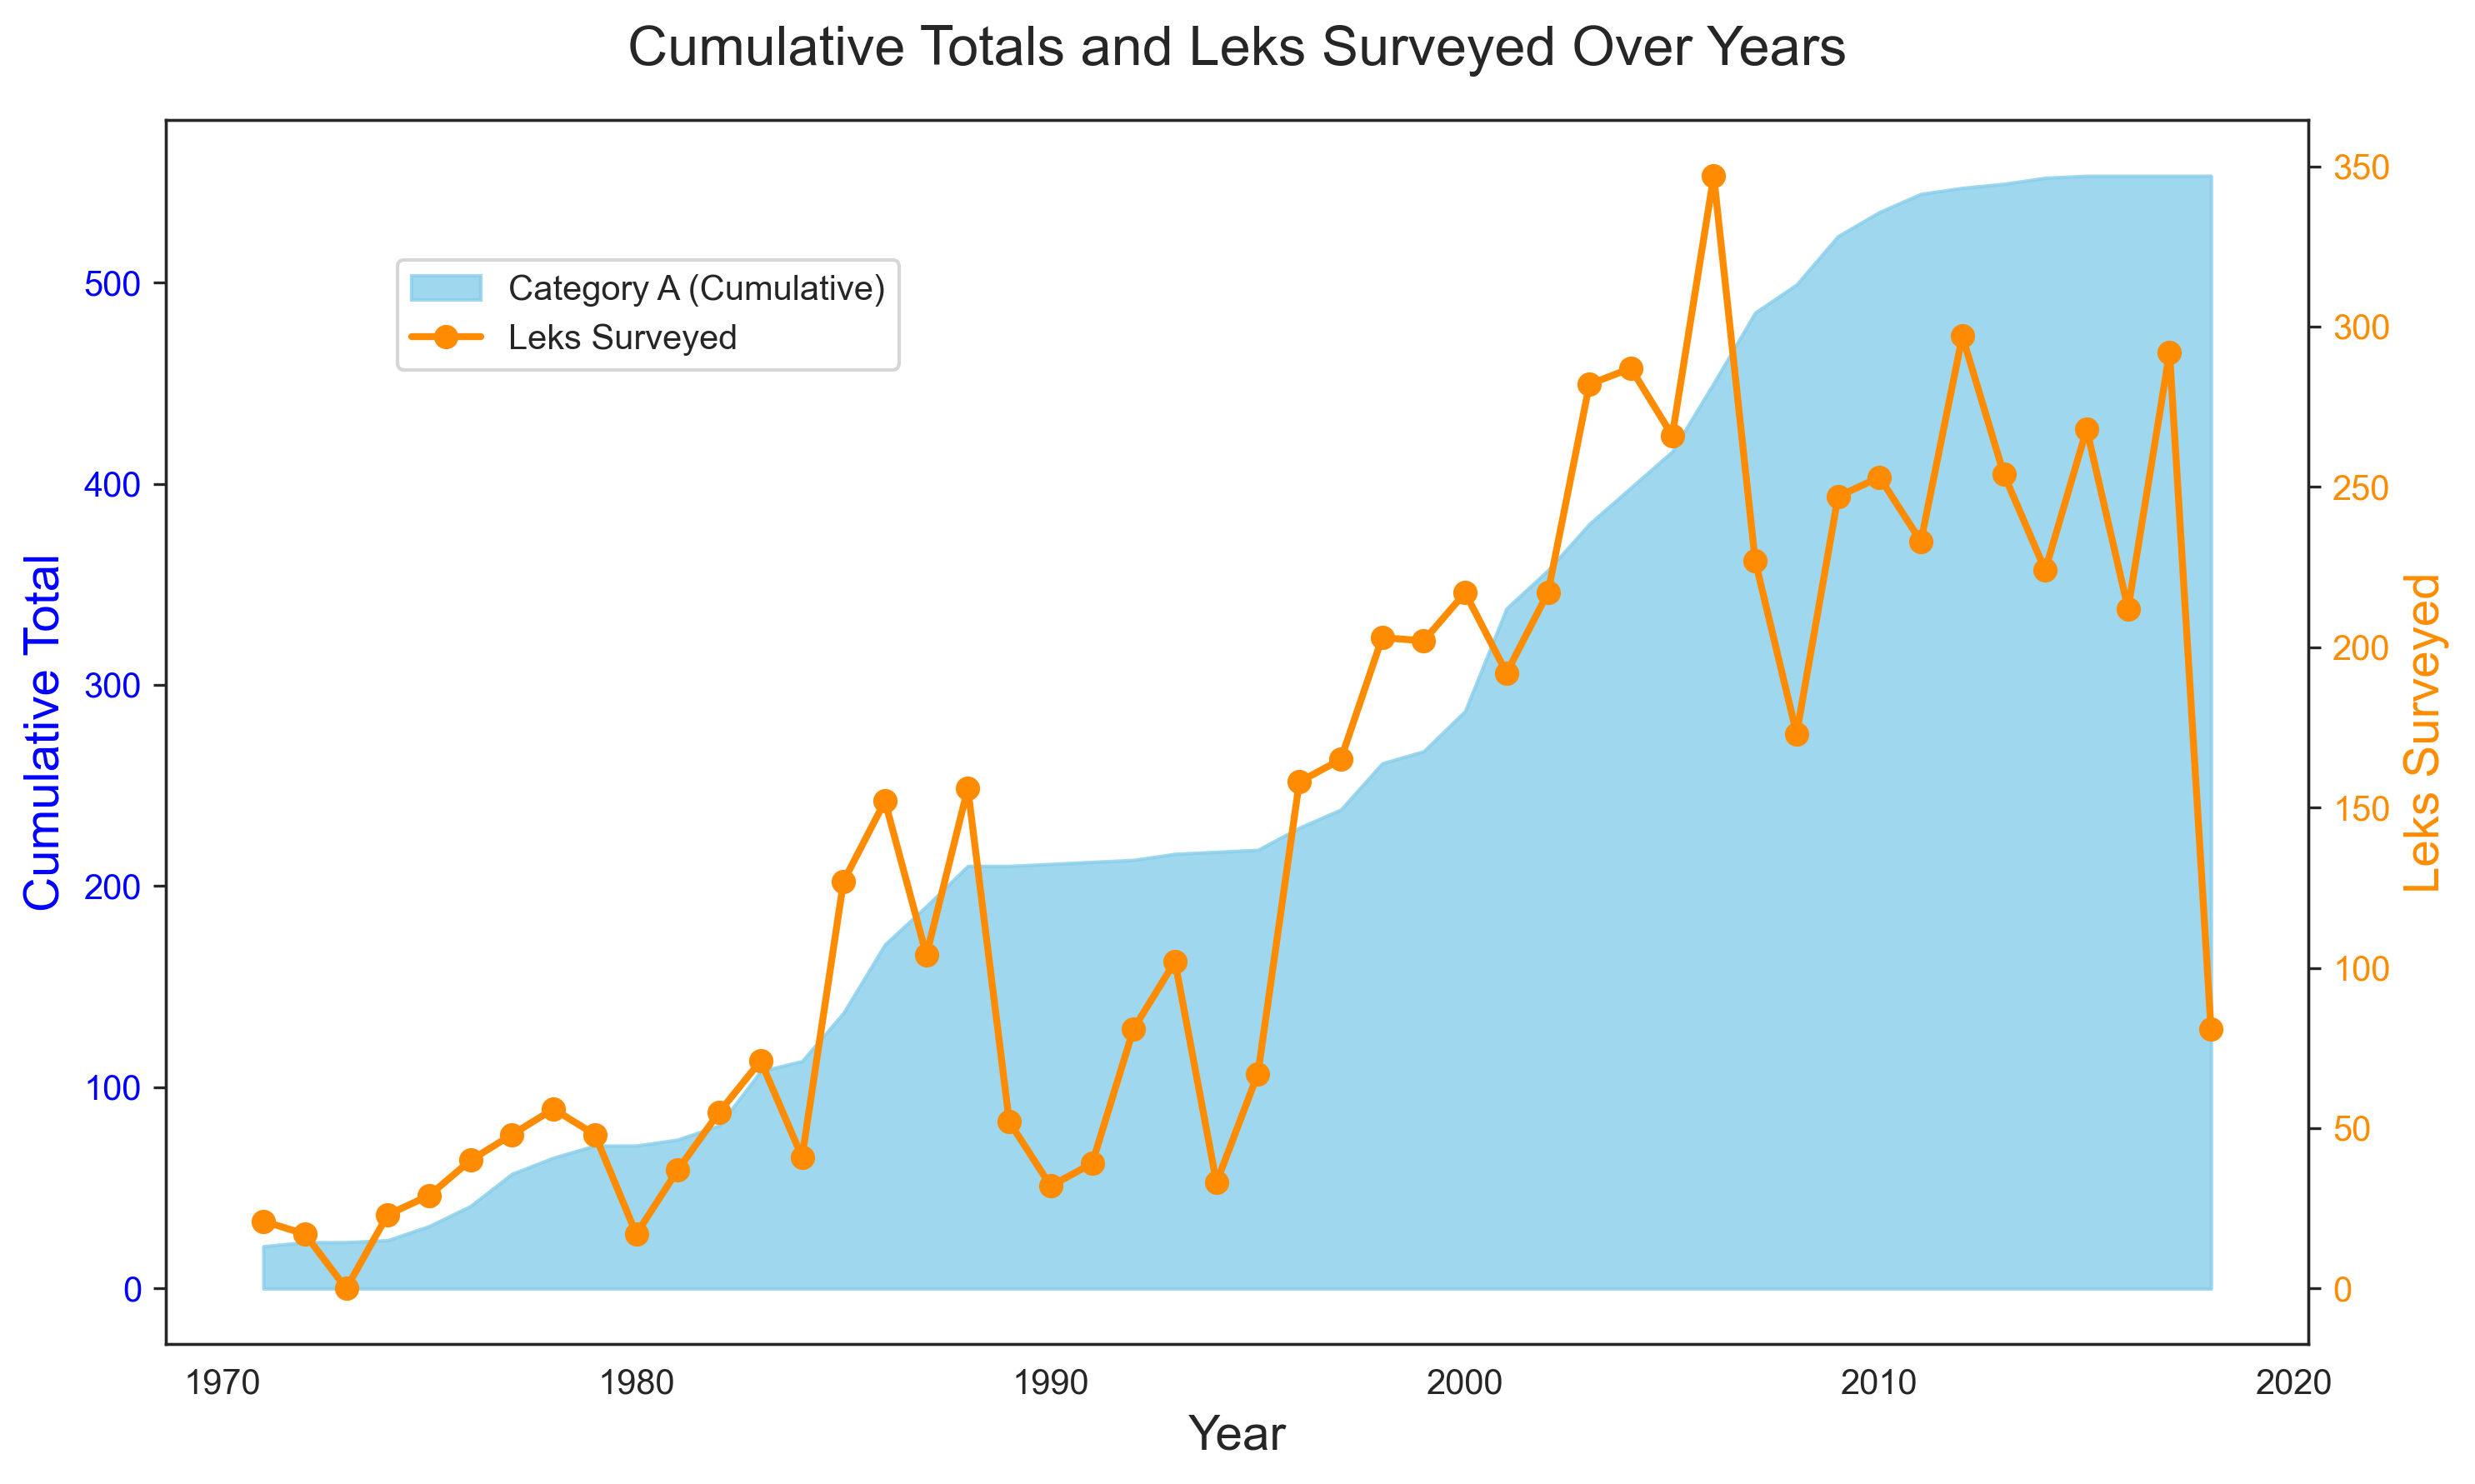 Cumulative Totals and Leks Surveyed Over Years
Category A (Cumulative)
Leks Surveyed
Cumulative Total
500
400
300
200
100
0
350
300
250
200
150
100
50
0
Leks Surveyed
1970 1980 1990 2000 2010 2020
Year